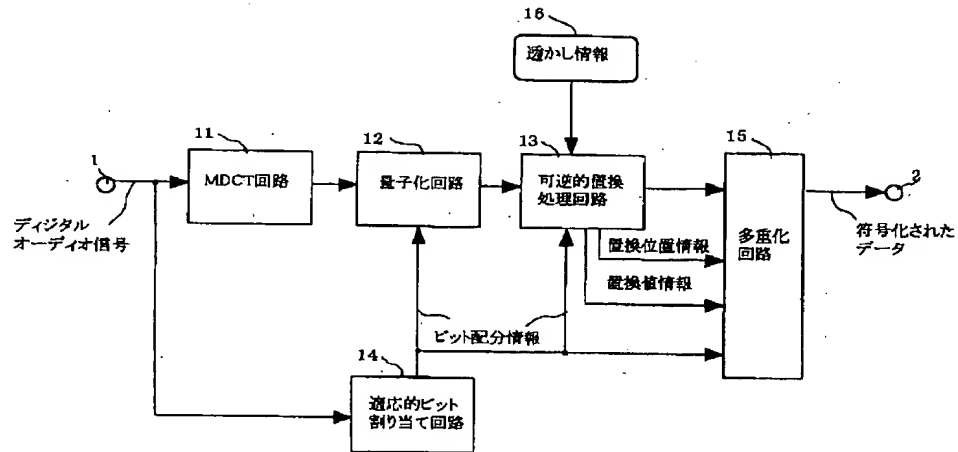 16
透かし情報
11
12
13
15
1
MDCT回路
量子化回路
可逆的置換
処理回路
2
ディジタル
オーディオ信号
多重化
回路
符号化された
データ
置換位置情報
置換値情報
ビット配分情報
14
適応的ビット
割り当て回路